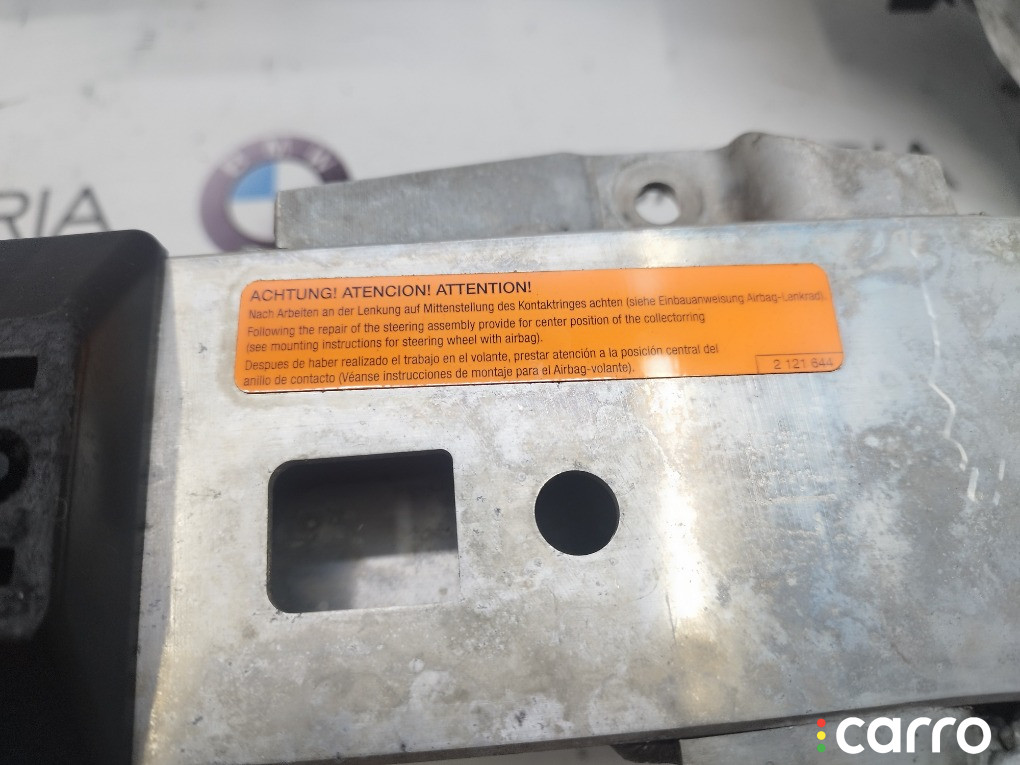 BMW
RIA
RIA
ACHTUNG! ATENCION! ATTENTION!
Nach Arbeiten an der Lenkung auf Mittenstellung des Kontaktringes achten (siehe Einbauanweisung Airbag-Lenkrad).
Following the repair of the steering assembly provide for center position of the collectorring
(see mounting instructions for steering wheel with airbag).
Despues de haber realizado el trabajo en el volante, prestar atención a la posición central del
anillo de contacto (Véanse instrucciones de montaje para el Airbag-volante).
2 121 644
carro